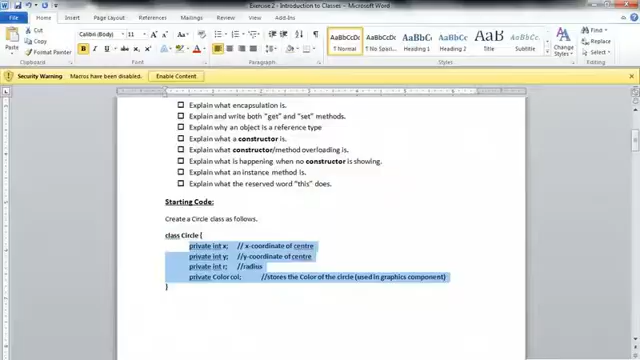 Exercise 2 - Introduction to Classes - Microsoft Word
File Home Insert Page Layout References Mailings Review View Add-Ins
Cut
Copy
Format Painter
Paste
Calibri (Body) 11
Clipboard Font Paragraph Styles Editing
AaBbCcDc AaBbCcDc AaBbC AaBbCc AaB AaBbCc.
¶ Normal ¶ No Spaci... Heading 1 Heading 2 Title Subtitle
Change Styles
Find
Replace
Select
Security Warning Macros have been disabled. Enable Content
Explain what encapsulation is.
Explain and write both "get" and "set" methods.
Explain why an object is a reference type
Explain what a constructor is.
Explain what constructor/method overloading is.
Explain what is happening when no constructor is showing.
Explain what an instance method is.
Explain what the reserved word "this" does.
Starting Code:
Create a Circle class as follows.
class Circle {
private int x; // x-coordinate of centre
private int y; //y-coordinate of centre
private int r; //radius
private Color col; //stores the Color of the circle (used in graphics component)
}